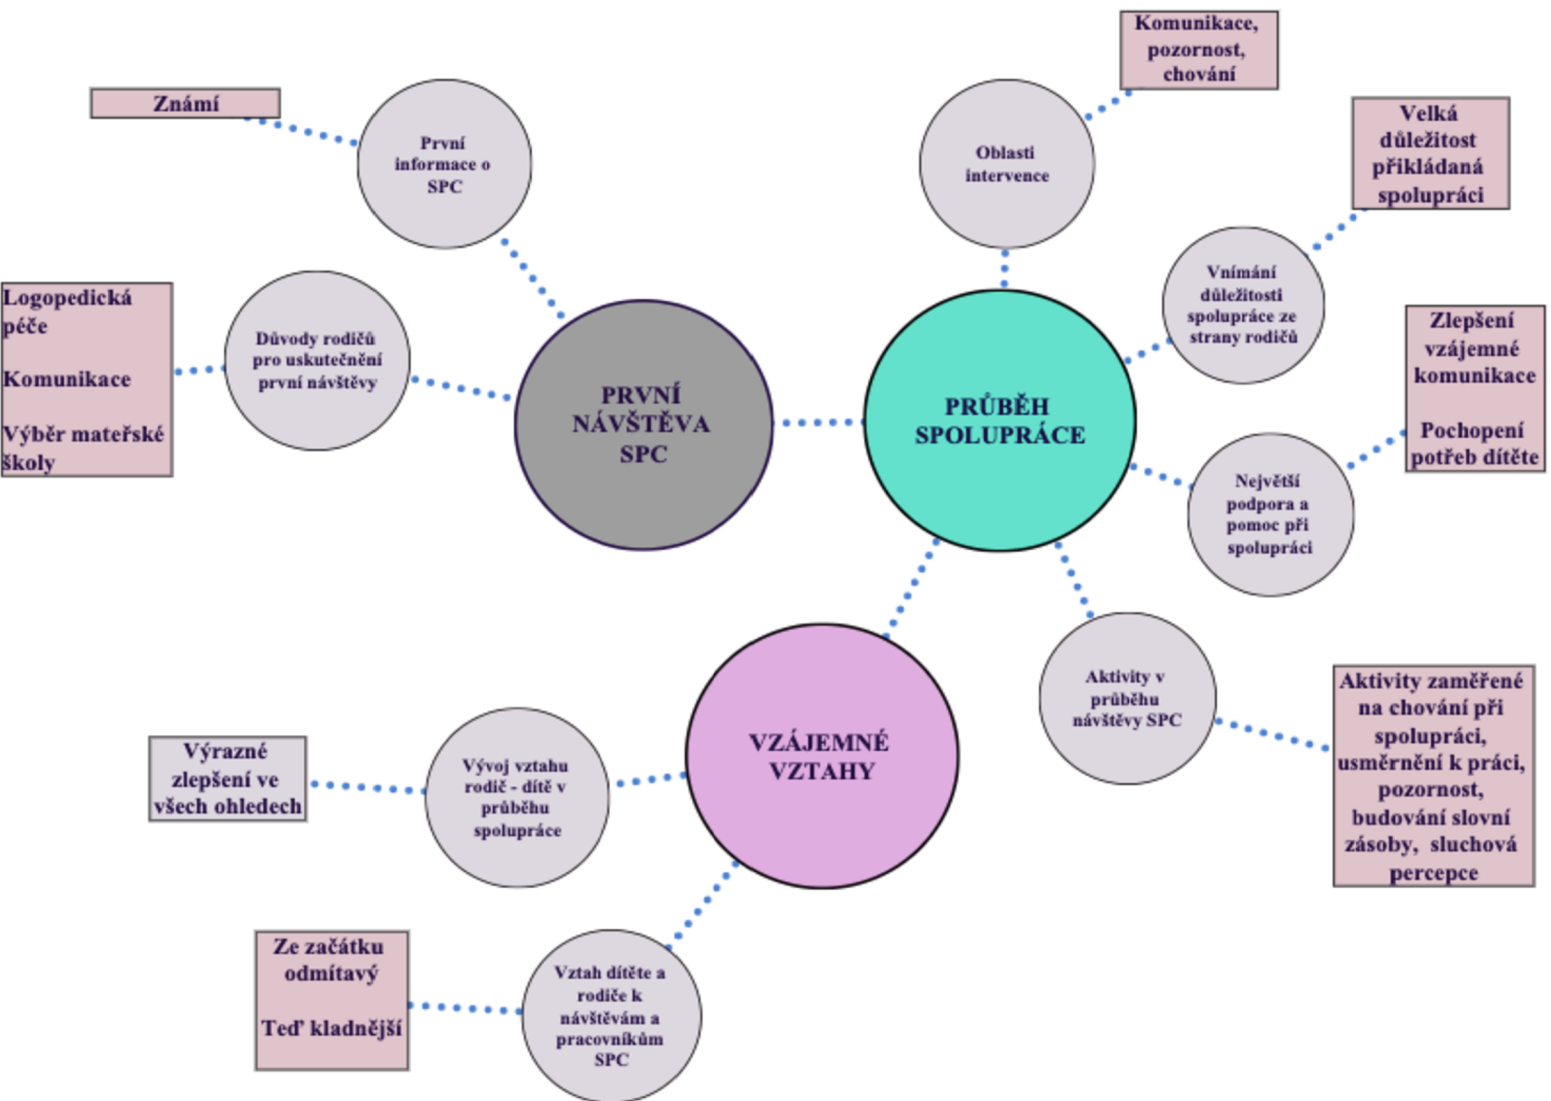 Komunikace,
pozornost,
chování
Známí
První
informace o
SPC
Oblasti
intervence
Velká
důležitost
přikládaná
spolupráci
Vnímání
důležitosti
spolupráce ze
strany rodičů
Logopedická
péče
Komunikace
Výběr mateřské
školy
Důvody rodičů
pro uskutečnění
první návštěvy
PRVNÍ
NÁVŠTĚVA
SPC
PRŮBĚH
SPOLUPRÁCE
Zlepšení
vzájemné
komunikace
Pochopení
potřeb dítěte
Největší
podpora a
pomoc při
spolupráci
Aktivity v
průběhu
návštěvy SPC
Aktivity zaměřené
na chování při
spolupráci,
usměrnění k práci,
pozornost,
budování slovní
zásoby, sluchová
percepce
VZÁJEMNÉ
VZTAHY
Vývoj vztahu
rodič - dítě v
průběhu
spolupráce
Výrazné
zlepšení ve
všech ohledech
Vztah dítěte a
rodiče k
návštěvám a
pracovníkům
SPC
Ze začátku
odmítavý
Teď kladnější